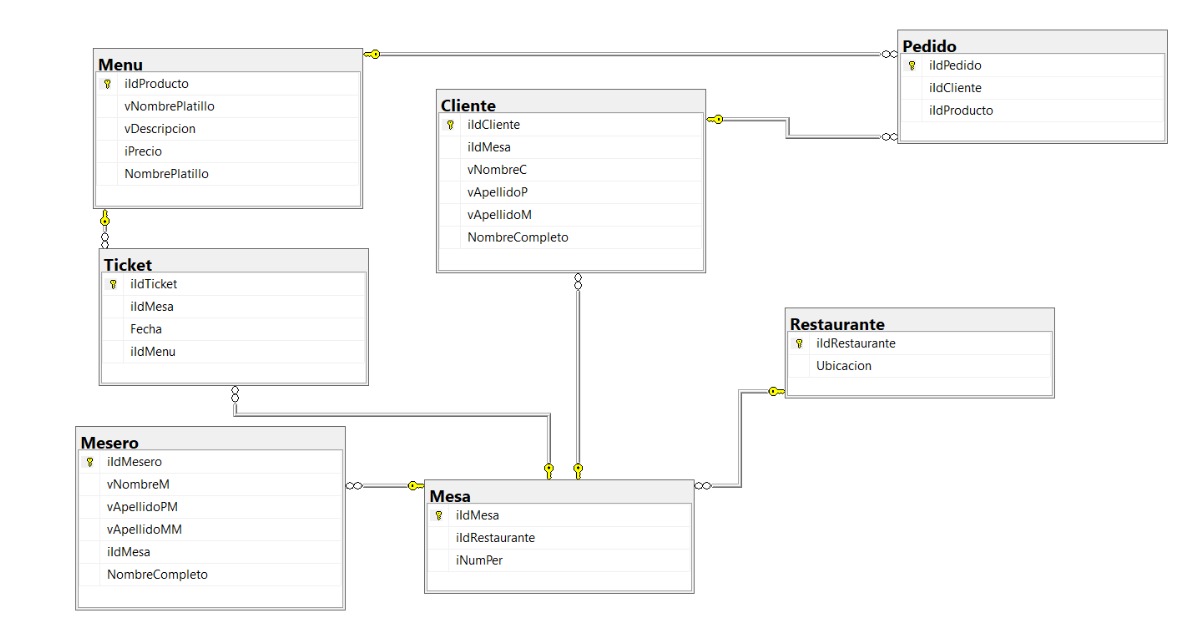 Menu
iIdProducto
vNombrePlatillo
vDescripcion
iPrecio
NombrePlatillo
Cliente
iIdCliente
iIdMesa
vNombreC
vApellidoP
vApellidoM
NombreCompleto
Pedido
iIdPedido
iIdCliente
iIdProducto
Ticket
iIdTicket
iIdMesa
Fecha
iIdMenu
Restaurante
iIdRestaurante
Ubicacion
Mesero
iIdMesero
vNombreM
vApellidoPM
vApellidoMM
iIdMesa
NombreCompleto
Mesa
iIdMesa
iIdRestaurante
iNumPer